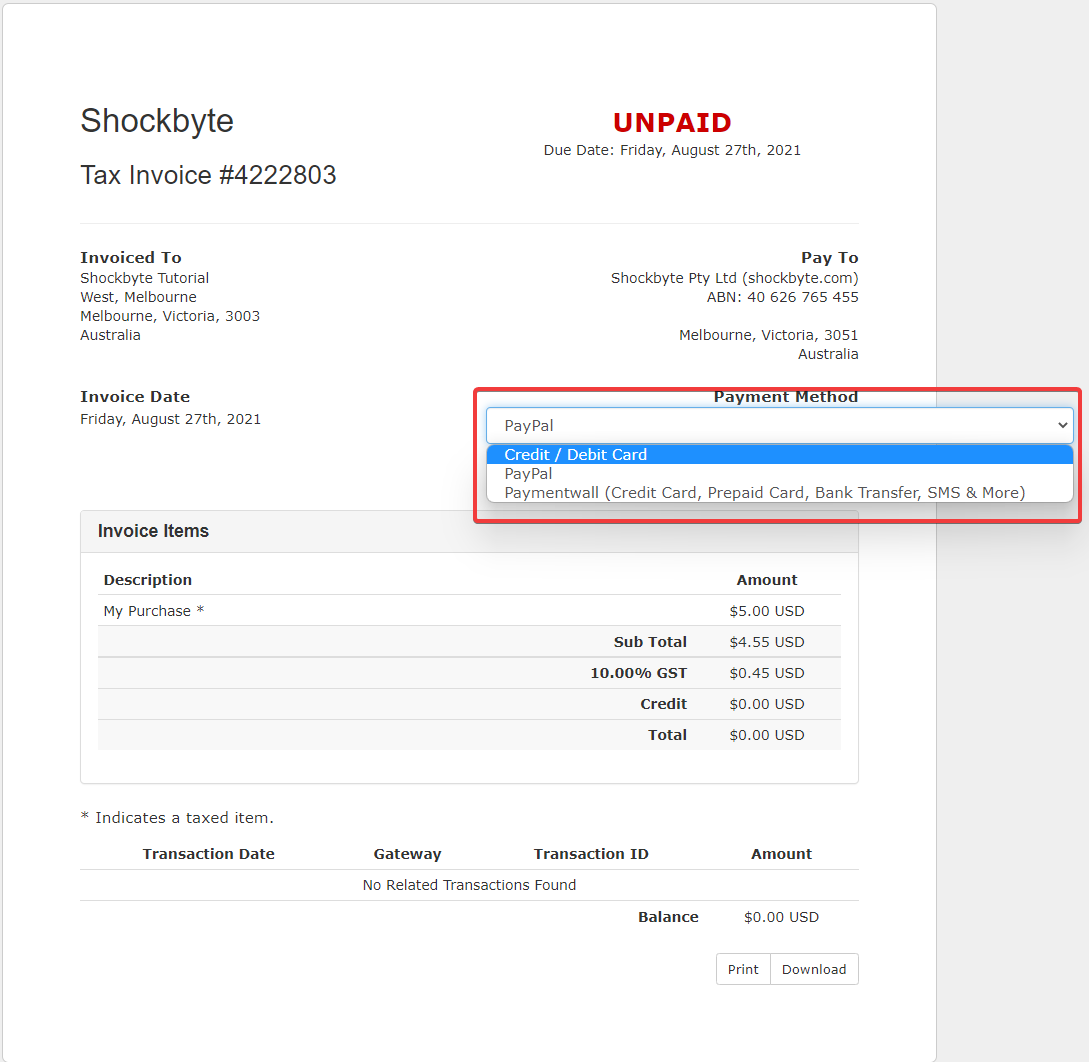 Shockbyte
UNPAID
Due Date: Friday, August 27th, 2021
Tax Invoice #4222803
Invoiced To
Shockbyte Tutorial
West, Melbourne
Melbourne, Victoria, 3003
Australia
Pay To
Shockbyte Pty Ltd (shockbyte.com)
ABN: 40 626 765 455
Melbourne, Victoria, 3051
Australia
Invoice Date
Friday, August 27th, 2021
Payment Method
PayPal
Credit / Debit Card
PayPal
Paymentwall (Credit Card, Prepaid Card, Bank Transfer, SMS & More)
Invoice Items
Description Amount
My Purchase * $5.00 USD
Sub Total $4.55 USD
10.00% GST $0.45 USD
Credit $0.00 USD
Total $0.00 USD
* Indicates a taxed item.
Transaction Date Gateway Transaction ID Amount
No Related Transactions Found
Balance $0.00 USD
Print Download